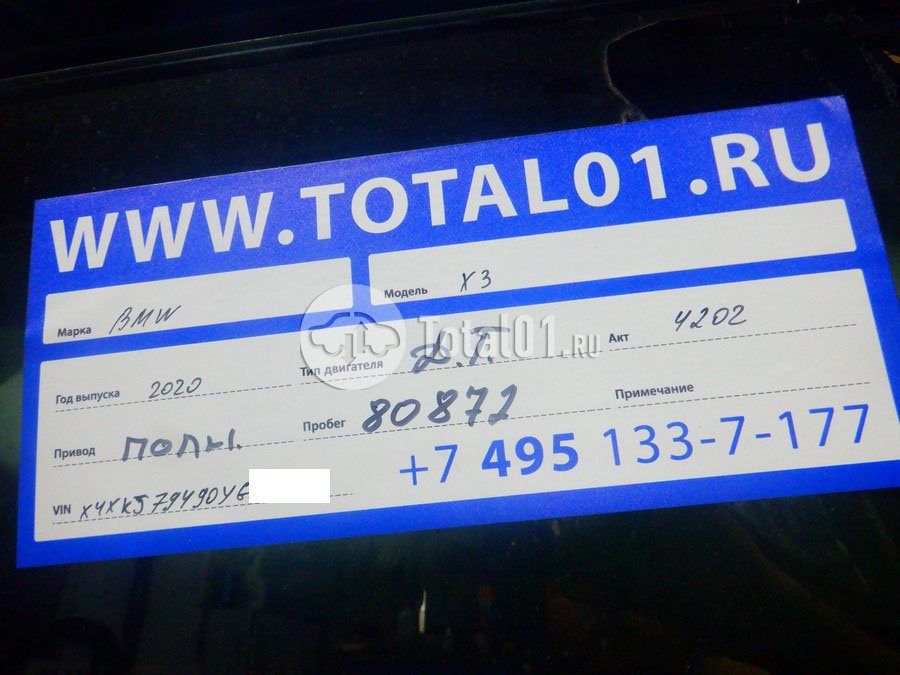 WWW.TOTAL01.RU
Марка BMW
Модель X3
Год выпуска 2020
Тип двигателя Д.Т.
Акт 4202
Привод полн.
Пробег 80872
Примечание
VIN X4XKJ79490Y6
+7 495 133-7-177
Total01.RU